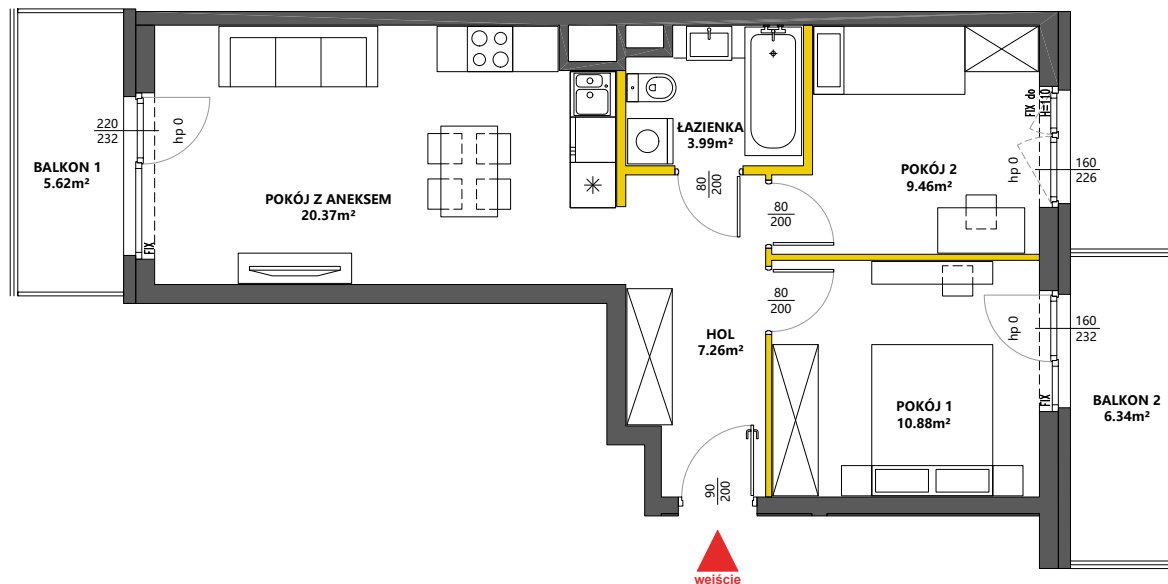 BALKON 1
5.62m²
220
232
hp 0
FIX
POKÓJ Z ANEKSEM
20.37m²
ŁAZIENKA
3.99m²
80
200
POKÓJ 2
9.46m²
80
200
FIX do
H=110
hp 0
160
226
HOL
7.26m²
80
200
POKÓJ 1
10.88m²
hp 0
FIX
160
232
BALKON 2
6.34m²
90
200
wejście